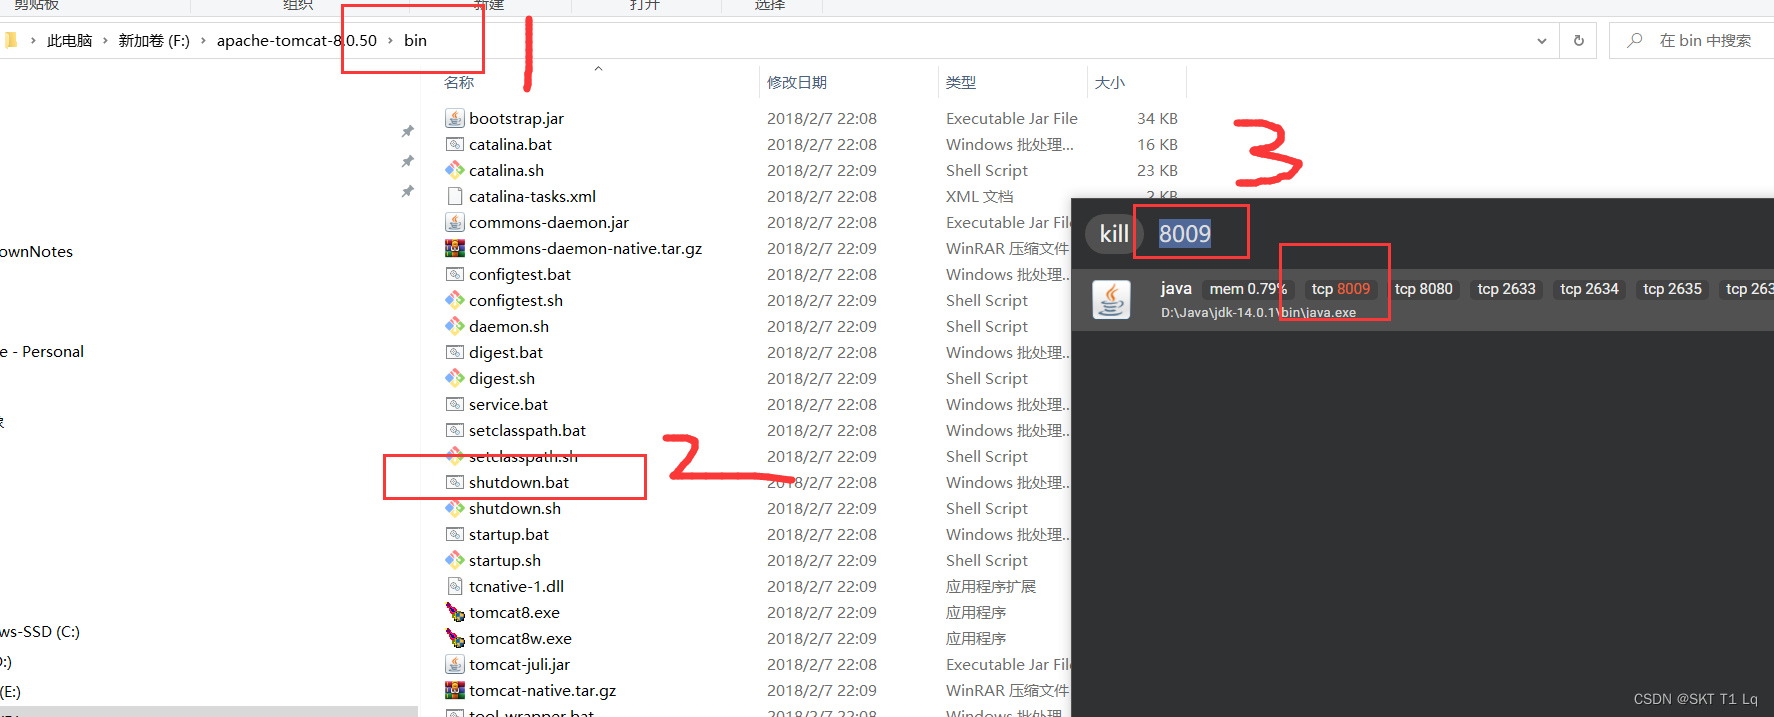 剪贴板 组织 新建 打开 选择
此电脑 新加卷 (F:) apache-tomcat-8.0.50 bin 在 bin 中搜索
1
名称 修改日期 类型 大小
bootstrap.jar 2018/2/7 22:08 Executable Jar File 34 KB
catalina.bat 2018/2/7 22:08 Windows 批处理... 16 KB
catalina.sh 2018/2/7 22:09 Shell Script 23 KB
catalina-tasks.xml 2018/2/7 22:08 XML 文档 2 KB
commons-daemon.jar 2018/2/7 22:08 Executable Jar File
commons-daemon-native.tar.gz 2018/2/7 22:09 WinRAR 压缩文件
configtest.bat 2018/2/7 22:08 Windows 批处理...
configtest.sh 2018/2/7 22:09 Shell Script
daemon.sh 2018/2/7 22:09 Shell Script
digest.bat 2018/2/7 22:08 Windows 批处理...
digest.sh 2018/2/7 22:09 Shell Script
service.bat 2018/2/7 22:08 Windows 批处理...
setclasspath.bat 2018/2/7 22:08 Windows 批处理...
setclasspath.sh 2018/2/7 22:09 Shell Script
shutdown.bat 2018/2/7 22:08 Windows 批处理...
shutdown.sh 2018/2/7 22:09 Shell Script
startup.bat 2018/2/7 22:08 Windows 批处理...
startup.sh 2018/2/7 22:09 Shell Script
tcnative-1.dll 2018/2/7 22:09 应用程序扩展
tomcat8.exe 2018/2/7 22:09 应用程序
tomcat8w.exe 2018/2/7 22:09 应用程序
tomcat-juli.jar 2018/2/7 22:08 Executable Jar File
tomcat-native.tar.gz 2018/2/7 22:09 WinRAR 压缩文件
tool-wrapper.bat 2018/2/7 22:08 Windows 批处理...
2
3
ownNotes
e - Personal
ws-SSD (C:)
:)
(E:)
kill 8009
java mem 0.79% tcp 8009 tcp 8080 tcp 2633 tcp 2634 tcp 2635 tcp 263
D:\Java\jdk-14.0.1\bin\java.exe
CSDN @SKT T1 Lq